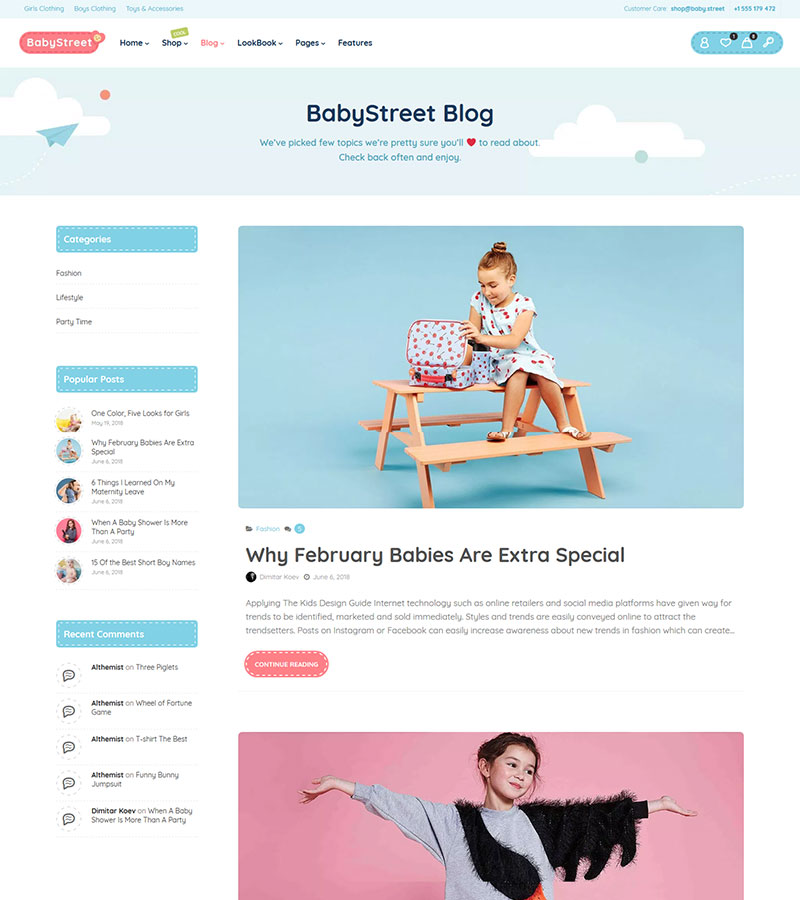 Girls Clothing Boys Clothing Toys & Accessories Customer Care: shop@baby.street +1 555 179 472
COOL
BabyStreet Home Shop Blog LookBook Pages Features 1 8
BabyStreet Blog
We've picked few topics we're pretty sure you'll ❤ to read about.
Check back often and enjoy.
Categories
Fashion
Lifestyle
Party Time
Popular Posts
One Color, Five Looks for Girls
May 19, 2018
Why February Babies Are Extra
Special
June 6, 2018
6 Things I Learned On My
Maternity Leave
June 6, 2018
When A Baby Shower Is More
Than A Party
June 6, 2018
15 Of the Best Short Boy Names
June 6, 2018
Recent Comments
Althemist on Three Piglets
Althemist on Wheel of Fortune
Game
Althemist on T-shirt The Best
Althemist on Funny Bunny
Jumpsuit
Dimitar Koev on When A Baby
Shower Is More Than A Party
Fashion 5
Why February Babies Are Extra Special
Dimitar Koev June 6, 2018
Applying The Kids Design Guide Internet technology such as online retailers and social media platforms have given way for
trends to be identified, marketed and sold immediately. Styles and trends are easily conveyed online to attract the
trendsetters. Posts on Instagram or Facebook can easily increase awareness about new trends in fashion which can create...
CONTINUE READING